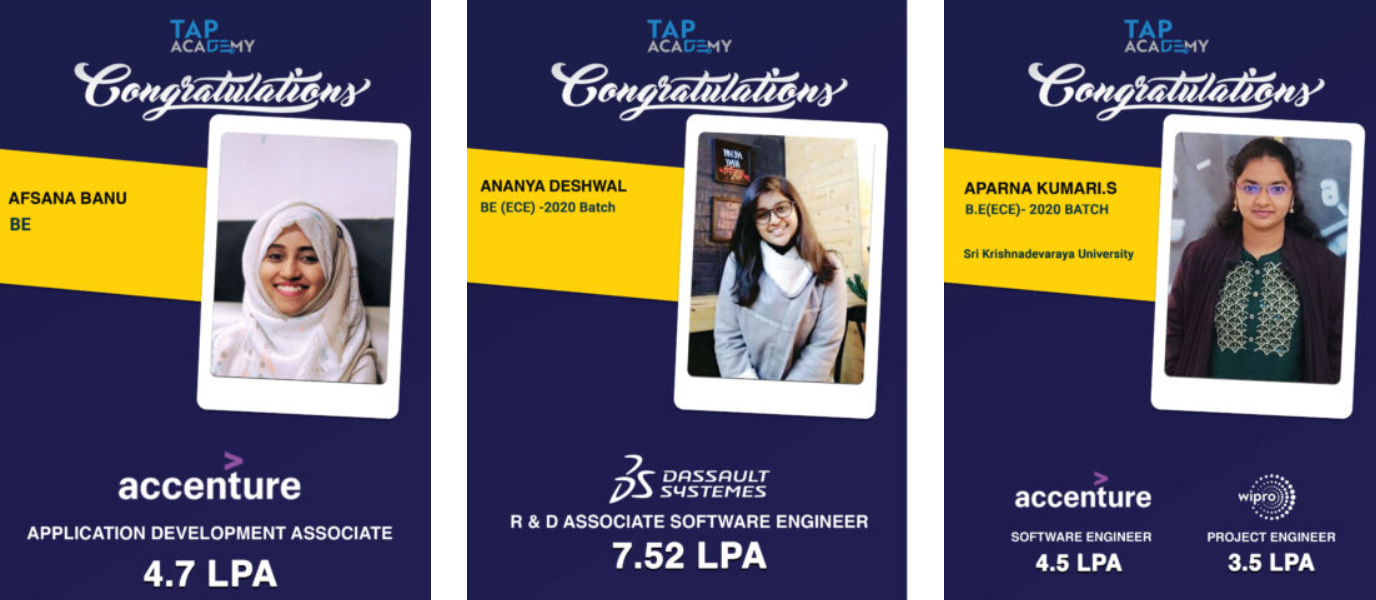 TAP
ACADEMY
Congratulations
AFSANA BANU
BE
accenture
APPLICATION DEVELOPMENT ASSOCIATE
4.7 LPA
TAP
ACADEMY
Congratulations
ANANYA DESHWAL
BE (ECE) -2020 Batch
DASSAULT
SYSTEMES
R & D ASSOCIATE SOFTWARE ENGINEER
7.52 LPA
TAP
ACADEMY
Congratulations
APARNA KUMARI.S
B.E(ECE)- 2020 BATCH
Sri Krishnadevaraya University
accenture
SOFTWARE ENGINEER
4.5 LPA
wipro
PROJECT ENGINEER
3.5 LPA